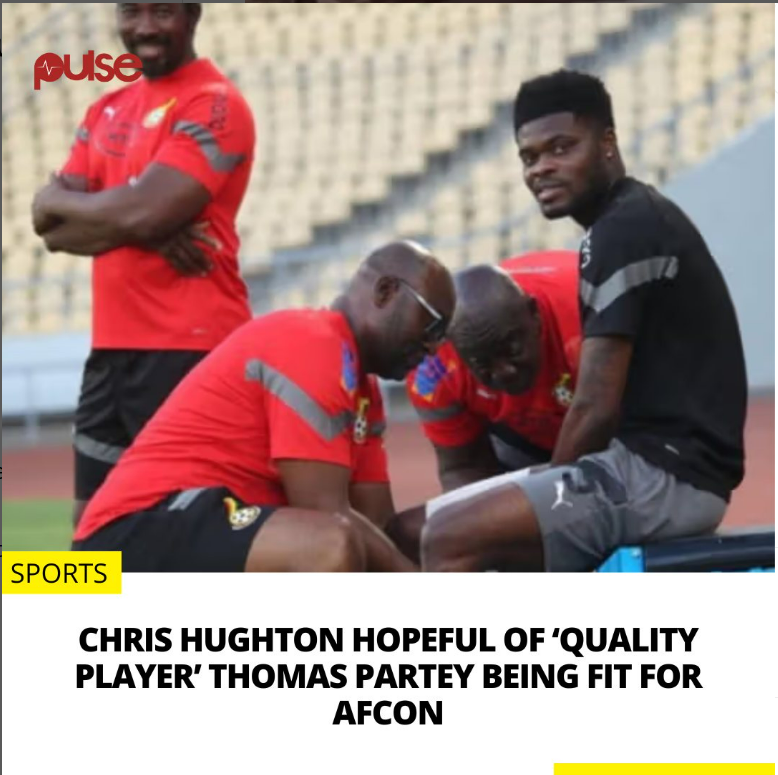 pulse
SPORTS
CHRIS HUGHTON HOPEFUL OF ‘QUALITY
PLAYER’ THOMAS PARTEY BEING FIT FOR
AFCON